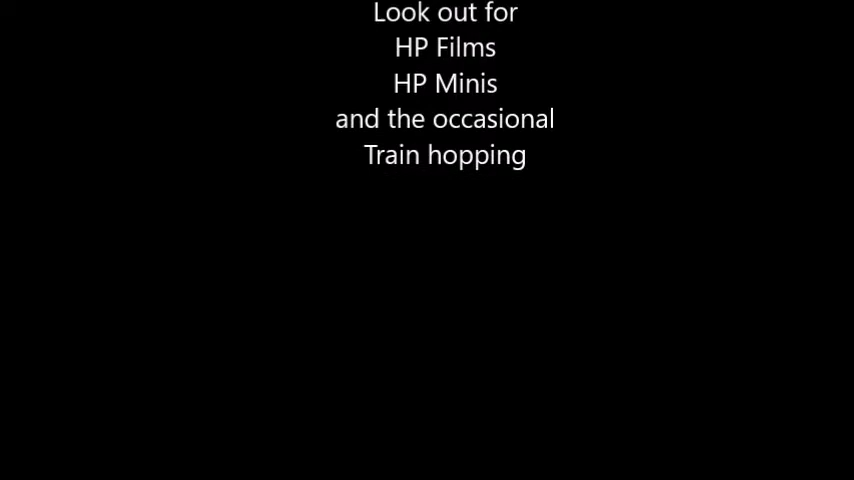 Look out for
HP Films
HP Minis
and the occasional
Train hopping